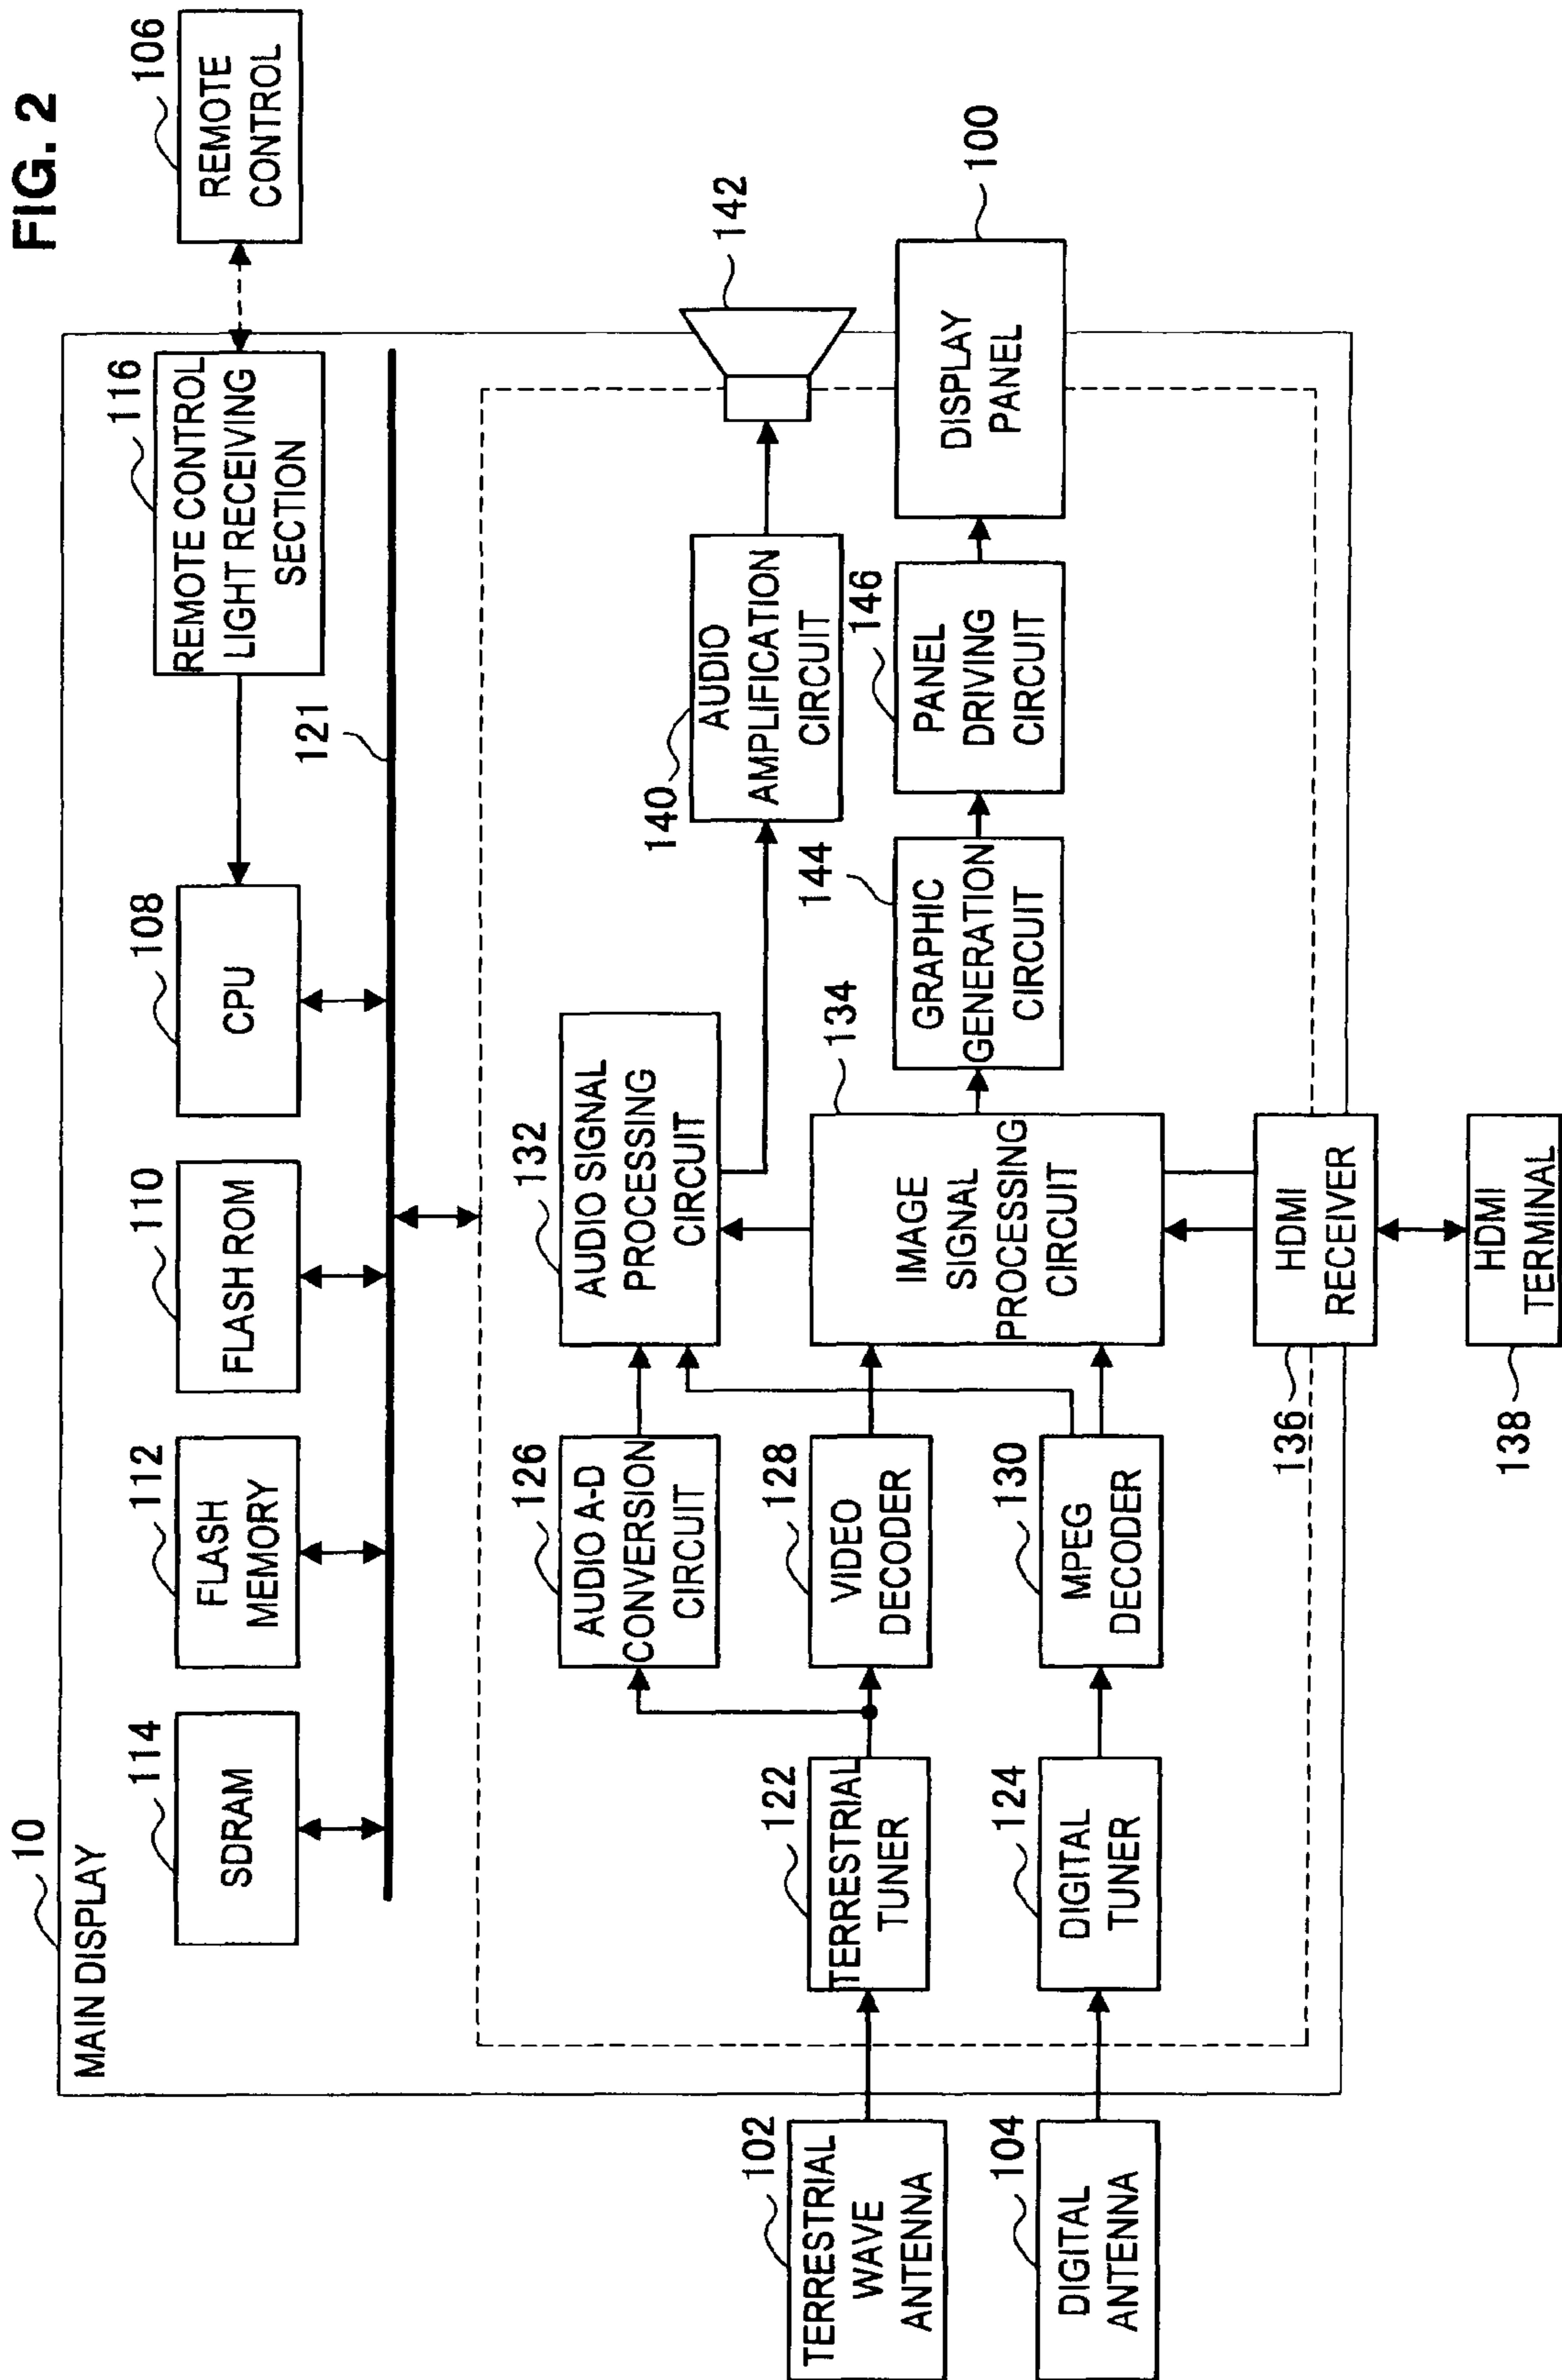 FIG. 2
10
MAIN DISPLAY
114
SDRAM
112
FLASH
MEMORY
110
FLASH ROM
108
CPU
116
REMOTE CONTROL
LIGHT RECEIVING
SECTION
106
REMOTE
CONTROL
121
102
TERRESTRIAL
WAVE
ANTENNA
104
DIGITAL
ANTENNA
122
TERRESTRIAL
TUNER
124
DIGITAL
TUNER
126
AUDIO A-D
CONVERSION
CIRCUIT
128
VIDEO
DECODER
130
MPEG
DECODER
132
AUDIO SIGNAL
PROCESSING
CIRCUIT
134
IMAGE
SIGNAL
PROCESSING
CIRCUIT
136
HDMI
RECEIVER
138
HDMI
TERMINAL
140
AUDIO
AMPLIFICATION
CIRCUIT
142
144
GRAPHIC
GENERATION
CIRCUIT
146
PANEL
DRIVING
CIRCUIT
100
DISPLAY
PANEL